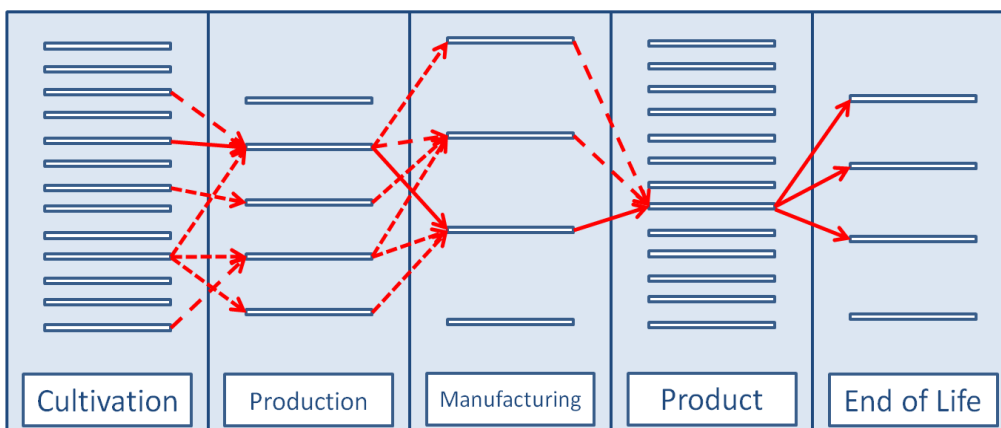 Cultivation
Production
Manufacturing
Product
End of Life